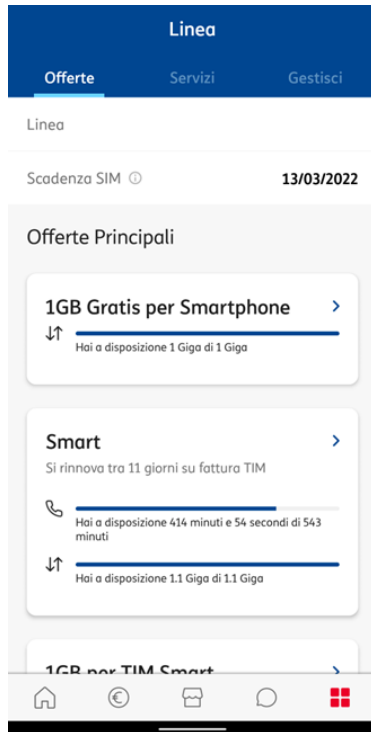 Linea
Offerte Servizi Gestisci
Linea
Scadenza SIM 13/03/2022
Offerte Principali
1GB Gratis per Smartphone
Hai a disposizione 1 Giga di 1 Giga
Smart
Si rinnova tra 11 giorni su fattura TIM
Hai a disposizione 414 minuti e 54 secondi di 543
minuti
Hai a disposizione 1.1 Giga di 1.1 Giga
1GB per TIM Smart